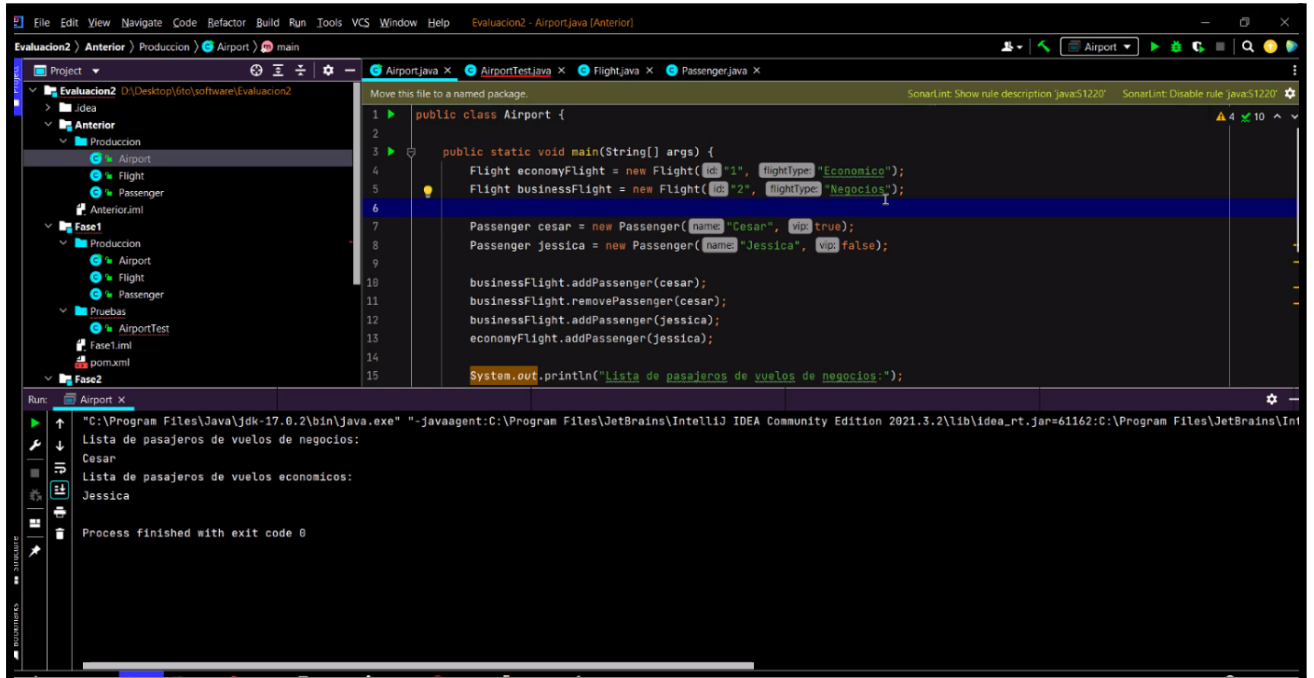 File Edit View Navigate Code Refactor Build Run Tools VCS Window Help Evaluacion2 - Airport.java [Anterior]
Evaluacion2 〉 Anterior 〉 Produccion 〉 Airport 〉 main
Airport
Project
Airport.java × AirportTest.java × Flight.java × Passenger.java ×
Evaluacion2 D:\Desktop\6to\software\Evaluacion2
.idea
Anterior
Produccion
Airport
Flight
Passenger
Anterior.iml
Fase1
Produccion
Airport
Flight
Passenger
Pruebas
AirportTest
Fase1.iml
pom.xml
Fase2
Move this file to a named package. SonarLint: Show rule description 'java:S1220' SonarLint: Disable rule 'java:S1220'
4 10
1 public class Airport {
2
3 public static void main(String[] args) {
4 Flight economyFlight = new Flight( id: "1", flightType: "Economico");
5 Flight businessFlight = new Flight( id: "2", flightType: "Negocios");
6
7 Passenger cesar = new Passenger( name: "Cesar", vip: true);
8 Passenger jessica = new Passenger( name: "Jessica", vip: false);
9
10 businessFlight.addPassenger(cesar);
11 businessFlight.removePassenger(cesar);
12 businessFlight.addPassenger(jessica);
13 economyFlight.addPassenger(jessica);
14
15 System.out.println("Lista de pasajeros de vuelos de negocios:");
Run: Airport ×
"C:\Program Files\Java\jdk-17.0.2\bin\java.exe" "-javaagent:C:\Program Files\JetBrains\IntelliJ IDEA Community Edition 2021.3.2\lib\idea_rt.jar=61162:C:\Program Files\JetBrains\Int
Lista de pasajeros de vuelos de negocios:
Cesar
Lista de pasajeros de vuelos economicos:
Jessica
Process finished with exit code 0
Structure
Bookmarks